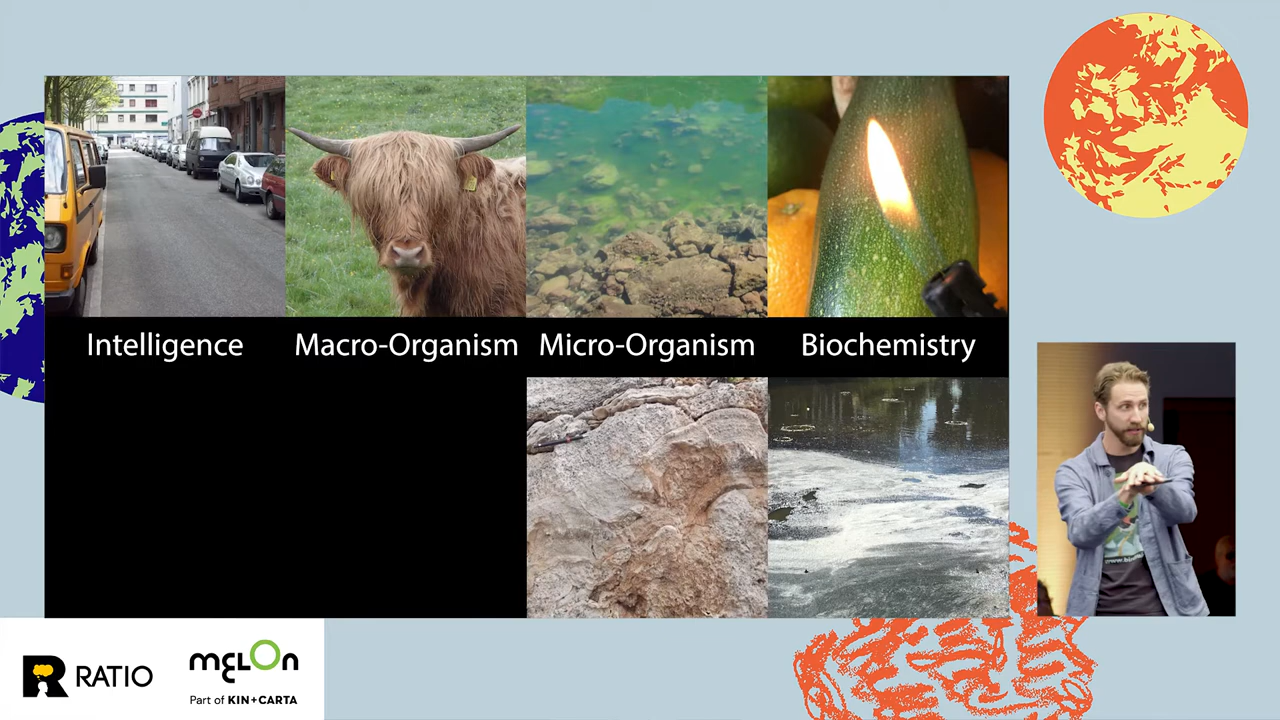 Intelligence
Macro-Organism
Micro-Organism
Biochemistry
RATIO
melon
Part of KIN+CARTA